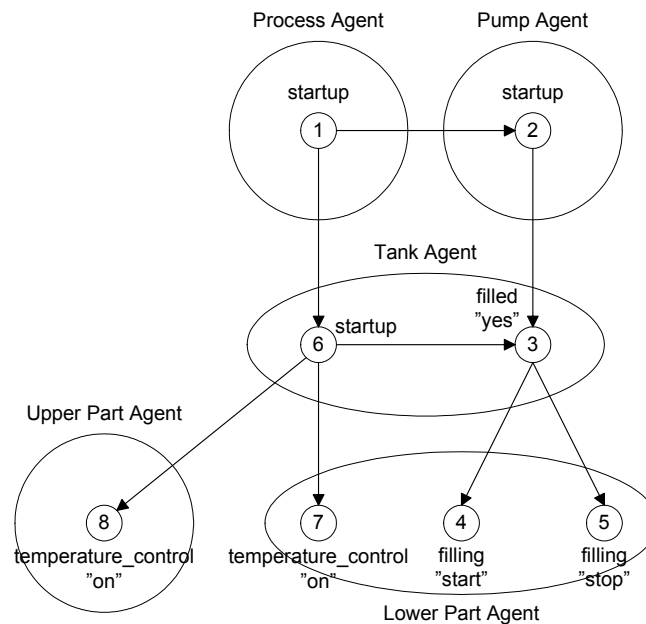 Process Agent
Pump Agent
startup
startup
1
2
Tank Agent
filled
”yes”
startup
6
3
Upper Part Agent
8
7
4
5
temperature_control
”on”
temperature_control
”on”
filling
”start”
filling
”stop”
Lower Part Agent